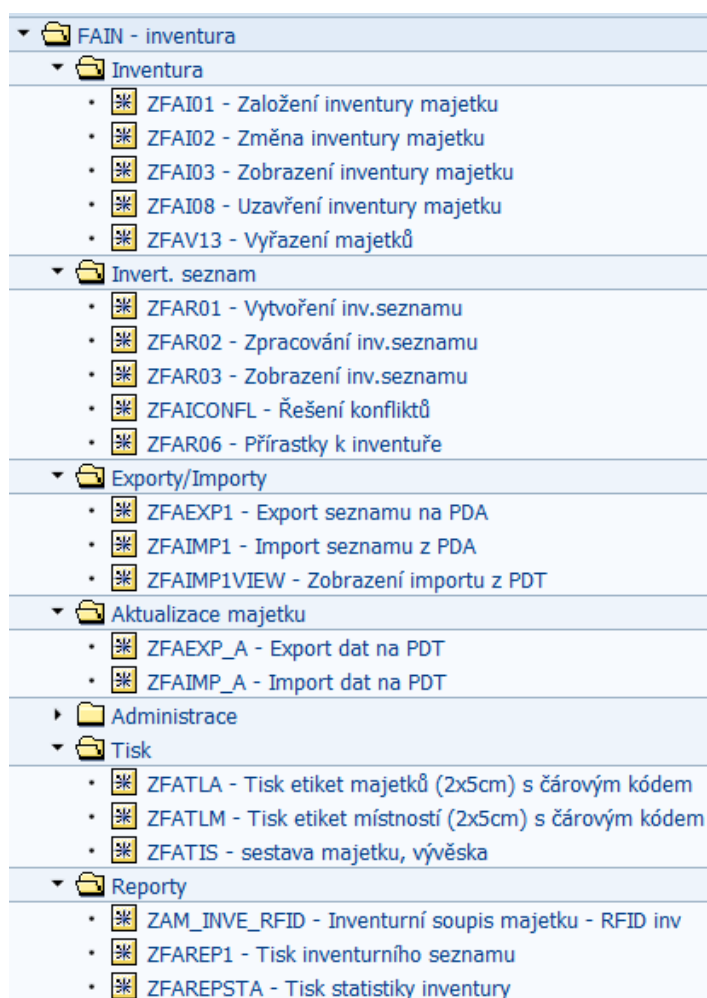 FAIN - inventura
Inventura
ZFAI01 - Založení inventury majetku
ZFAI02 - Změna inventury majetku
ZFAI03 - Zobrazení inventury majetku
ZFAI08 - Uzavření inventury majetku
ZFAV13 - Vyřazení majetků
Invert. seznam
ZFAR01 - Vytvoření inv.seznamu
ZFAR02 - Zpracování inv.seznamu
ZFAR03 - Zobrazení inv.seznamu
ZFAICONFL - Řešení konfliktů
ZFAR06 - Přírastky k inventuře
Exporty/Importy
ZFAEXP1 - Export seznamu na PDA
ZFAIMP1 - Import seznamu z PDA
ZFAIMP1VIEW - Zobrazení importu z PDT
Aktualizace majetku
ZFAEXP_A - Export dat na PDT
ZFAIMP_A - Import dat na PDT
Administrace
Tisk
ZFATLA - Tisk etiket majetků (2x5cm) s čárovým kódem
ZFATLM - Tisk etiket místností (2x5cm) s čárovým kódem
ZFATIS - sestava majetku, vývěska
Reporty
ZAM_INVE_RFID - Inventurní soupis majetku - RFID inv
ZFAREP1 - Tisk inventurního seznamu
ZFAREPSTA - Tisk statistiky inventury